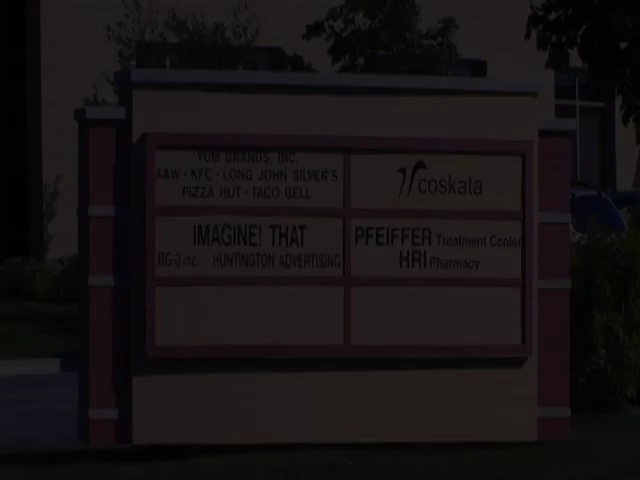 YUM BRANDS, INC.
A&W • KFC • LONG JOHN SILVER'S
PIZZA HUT • TACO BELL
coskata
IMAGINE! THAT
BG-3 inc. HUNTINGTON ADVERTISING
PFEIFFER Treatment Center
HRI Pharmacy